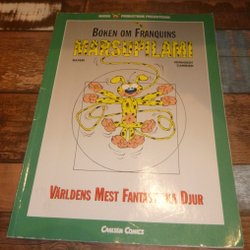 BOKEN OM FRANQUINS
MARSUPILAMI
VÄRLDENS MEST FANTASTISKA DJUR
CARLSEN COMICS